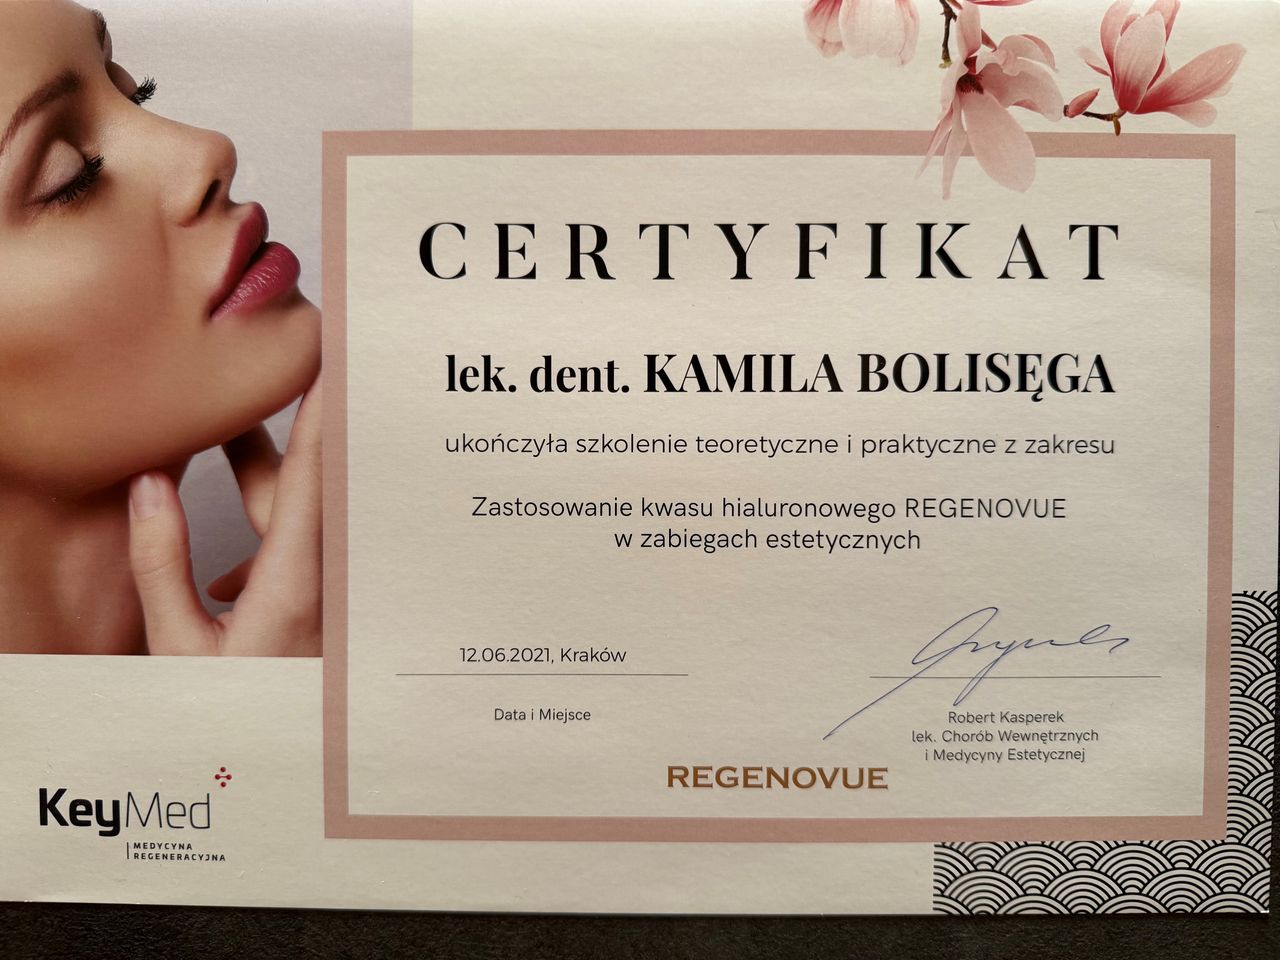 CERTYFIKAT
lek. dent. KAMILA BOLISĘGA
ukończyła szkolenie teoretyczne i praktyczne z zakresu
Zastosowanie kwasu hialuronowego REGENOVUE
w zabiegach estetycznych
12.06.2021, Kraków
Data i Miejsce
Robert Kasperek
lek. Chorób Wewnętrznych
i Medycyny Estetycznej
REGENOVUE
KeyMed
MEDYCYNA
REGENERACYJNA